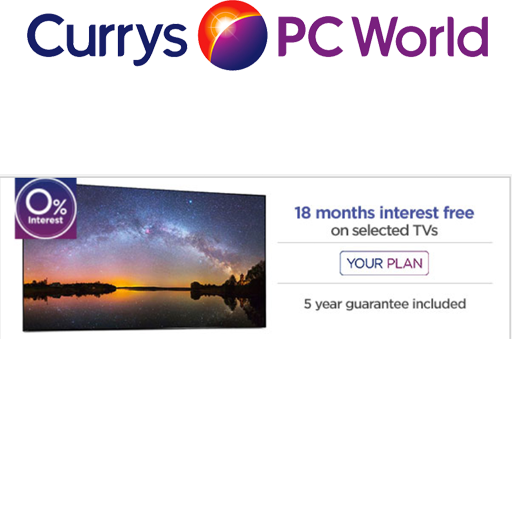 Currys PC World
0%
Interest
18 months interest free
on selected TVs
YOUR PLAN
5 year guarantee included